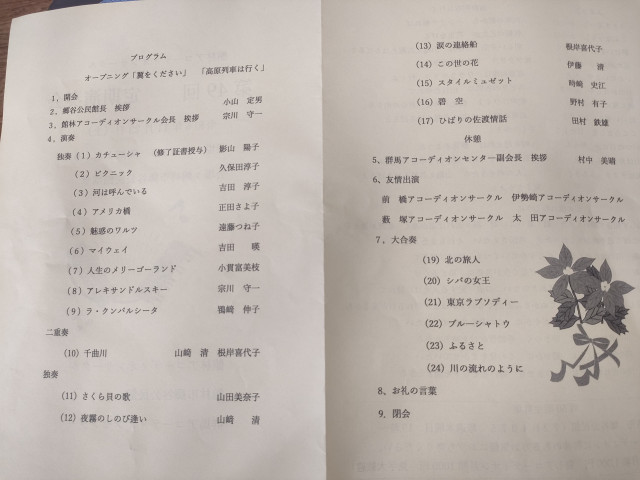 プログラム
オープニング「翼をください」 「高原列車は行く」
1、開会
2、郷谷公民館長 挨拶 小山 定男
3、館林アコーディオンサークル会長 挨拶 宗川 守一
4、演奏
独奏（1）カチューシャ （修了証書授与） 影山 陽子
（2）ピクニック 久保田淳子
（3）河は呼んでいる 吉田 淳子
（4）アメリカ橋 正田さよ子
（5）魅惑のワルツ 遠藤つね子
（6）マイウェイ 吉田 暎
（7）人生のメリーゴーランド 小貫富美枝
（8）アレキサンドルスキー 宗川 守一
（9）ラ・クンパルシータ 鴨崎 伸子
二重奏
（10）千曲川 山﨑 清 根岸喜代子
独奏
（11）さくら貝の歌 山田美奈子
（12）夜霧のしのび逢い 山﨑 清
（13）涙の連絡船 根岸喜代子
（14）この世の花 伊藤 清
（15）スタイルミュゼット 時崎 史江
（16）碧 空 野村 有子
（17）ひばりの佐渡情話 田村 鉄雄
休憩
5、群馬アコーディオンセンター副会長 挨拶 村中 美晴
6、友情出演
前 橋アコーディオンサークル 伊勢崎アコーディオンサークル
藪 塚アコーディオンサークル 太 田アコーディオンサークル
7、大合奏
（19）北の旅人
（20）シバの女王
（21）東京ラプソディー
（22）ブルーシャトウ
（23）ふるさと
（24）川の流れのように
8、お礼の言葉
9、閉会